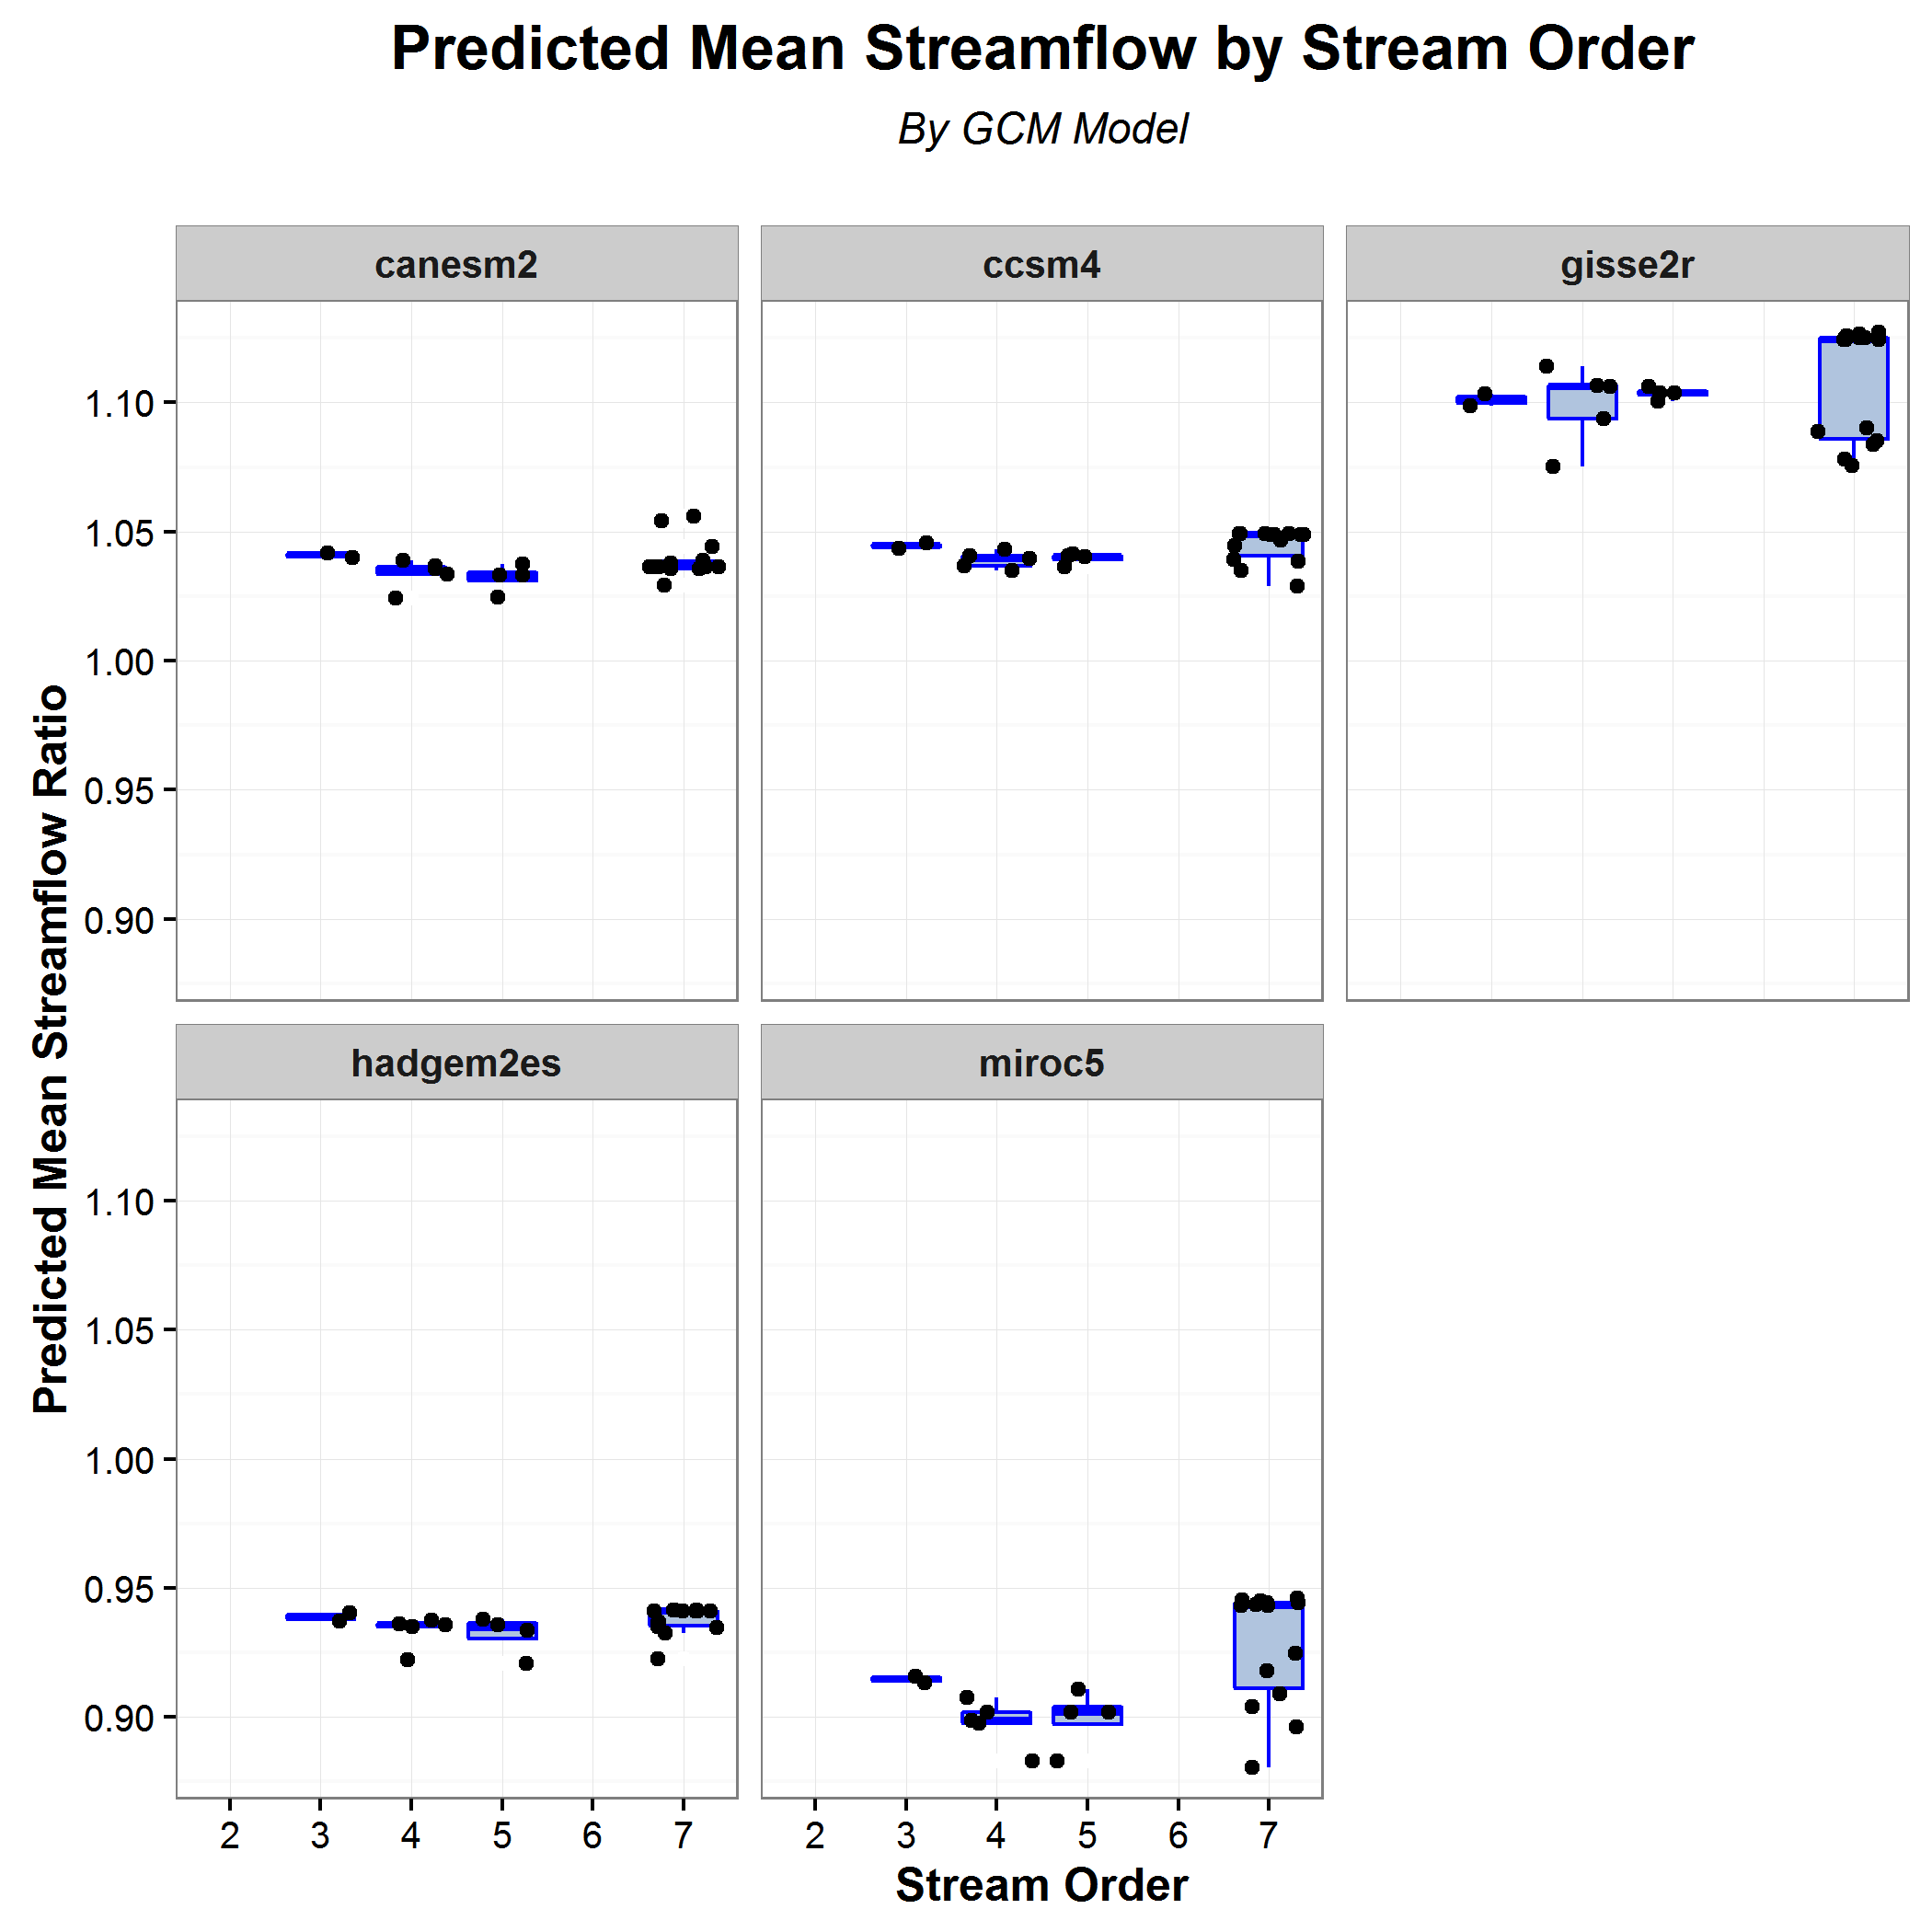 Predicted Mean Streamflow by Stream Order
By GCM Model
canesm2 ccsm4 gisse2r
1.10
1.05
1.00
0.95
0.90
Predicted Mean Streamflow Ratio
hadgem2es miroc5
1.10
1.05
1.00
0.95
0.90
2 3 4 5 6 7 2 3 4 5 6 7
Stream Order